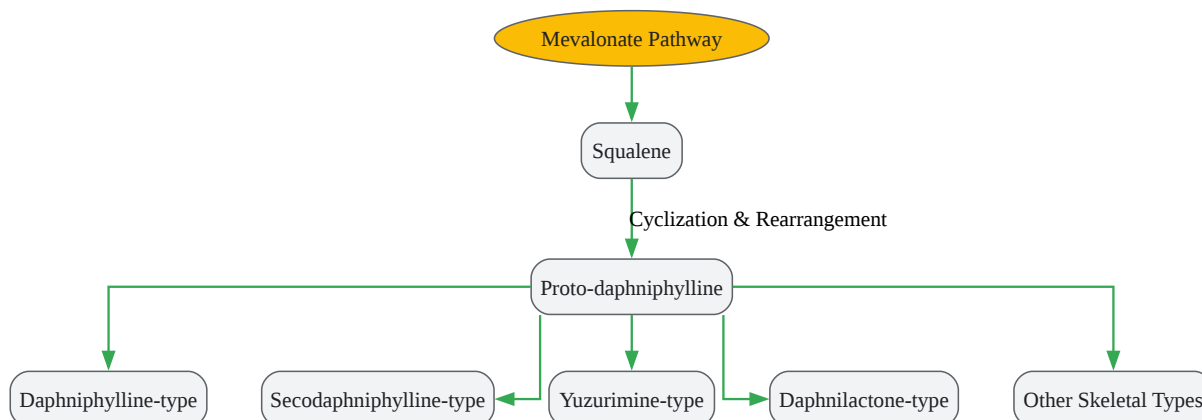 Mevalonate Pathway
Squalene
Cyclization & Rearrangement
Proto-daphniphylline
Daphniphylline-type
Secodaphniphylline-type
Yuzurimine-type
Daphnilactone-type
Other Skeletal Types